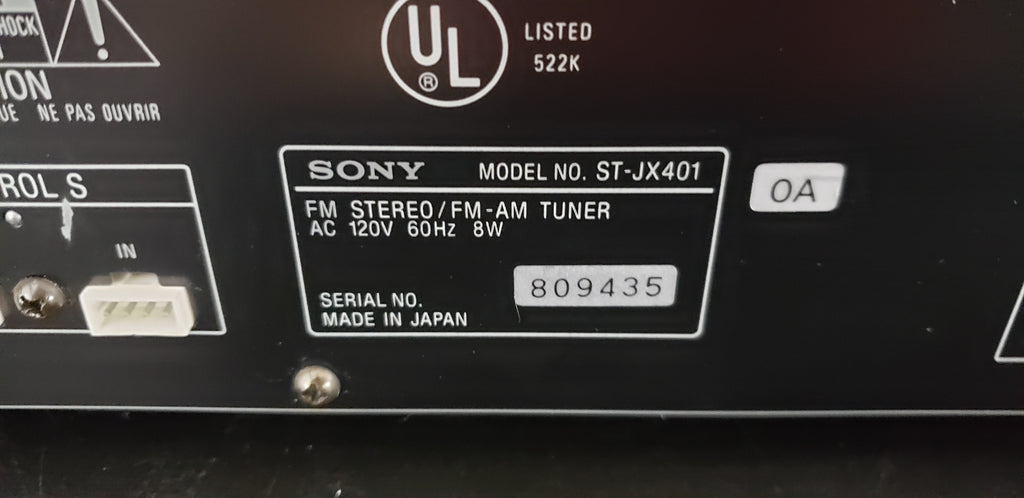 HOCK
!
UL
®
LISTED
522K
ION
UE NE PAS OUVRIR
ROL S
IN
SONY MODEL NO. ST-JX401
FM STEREO/FM-AM TUNER
AC 120V 60Hz 8W
SERIAL NO. 809435
MADE IN JAPAN
OA